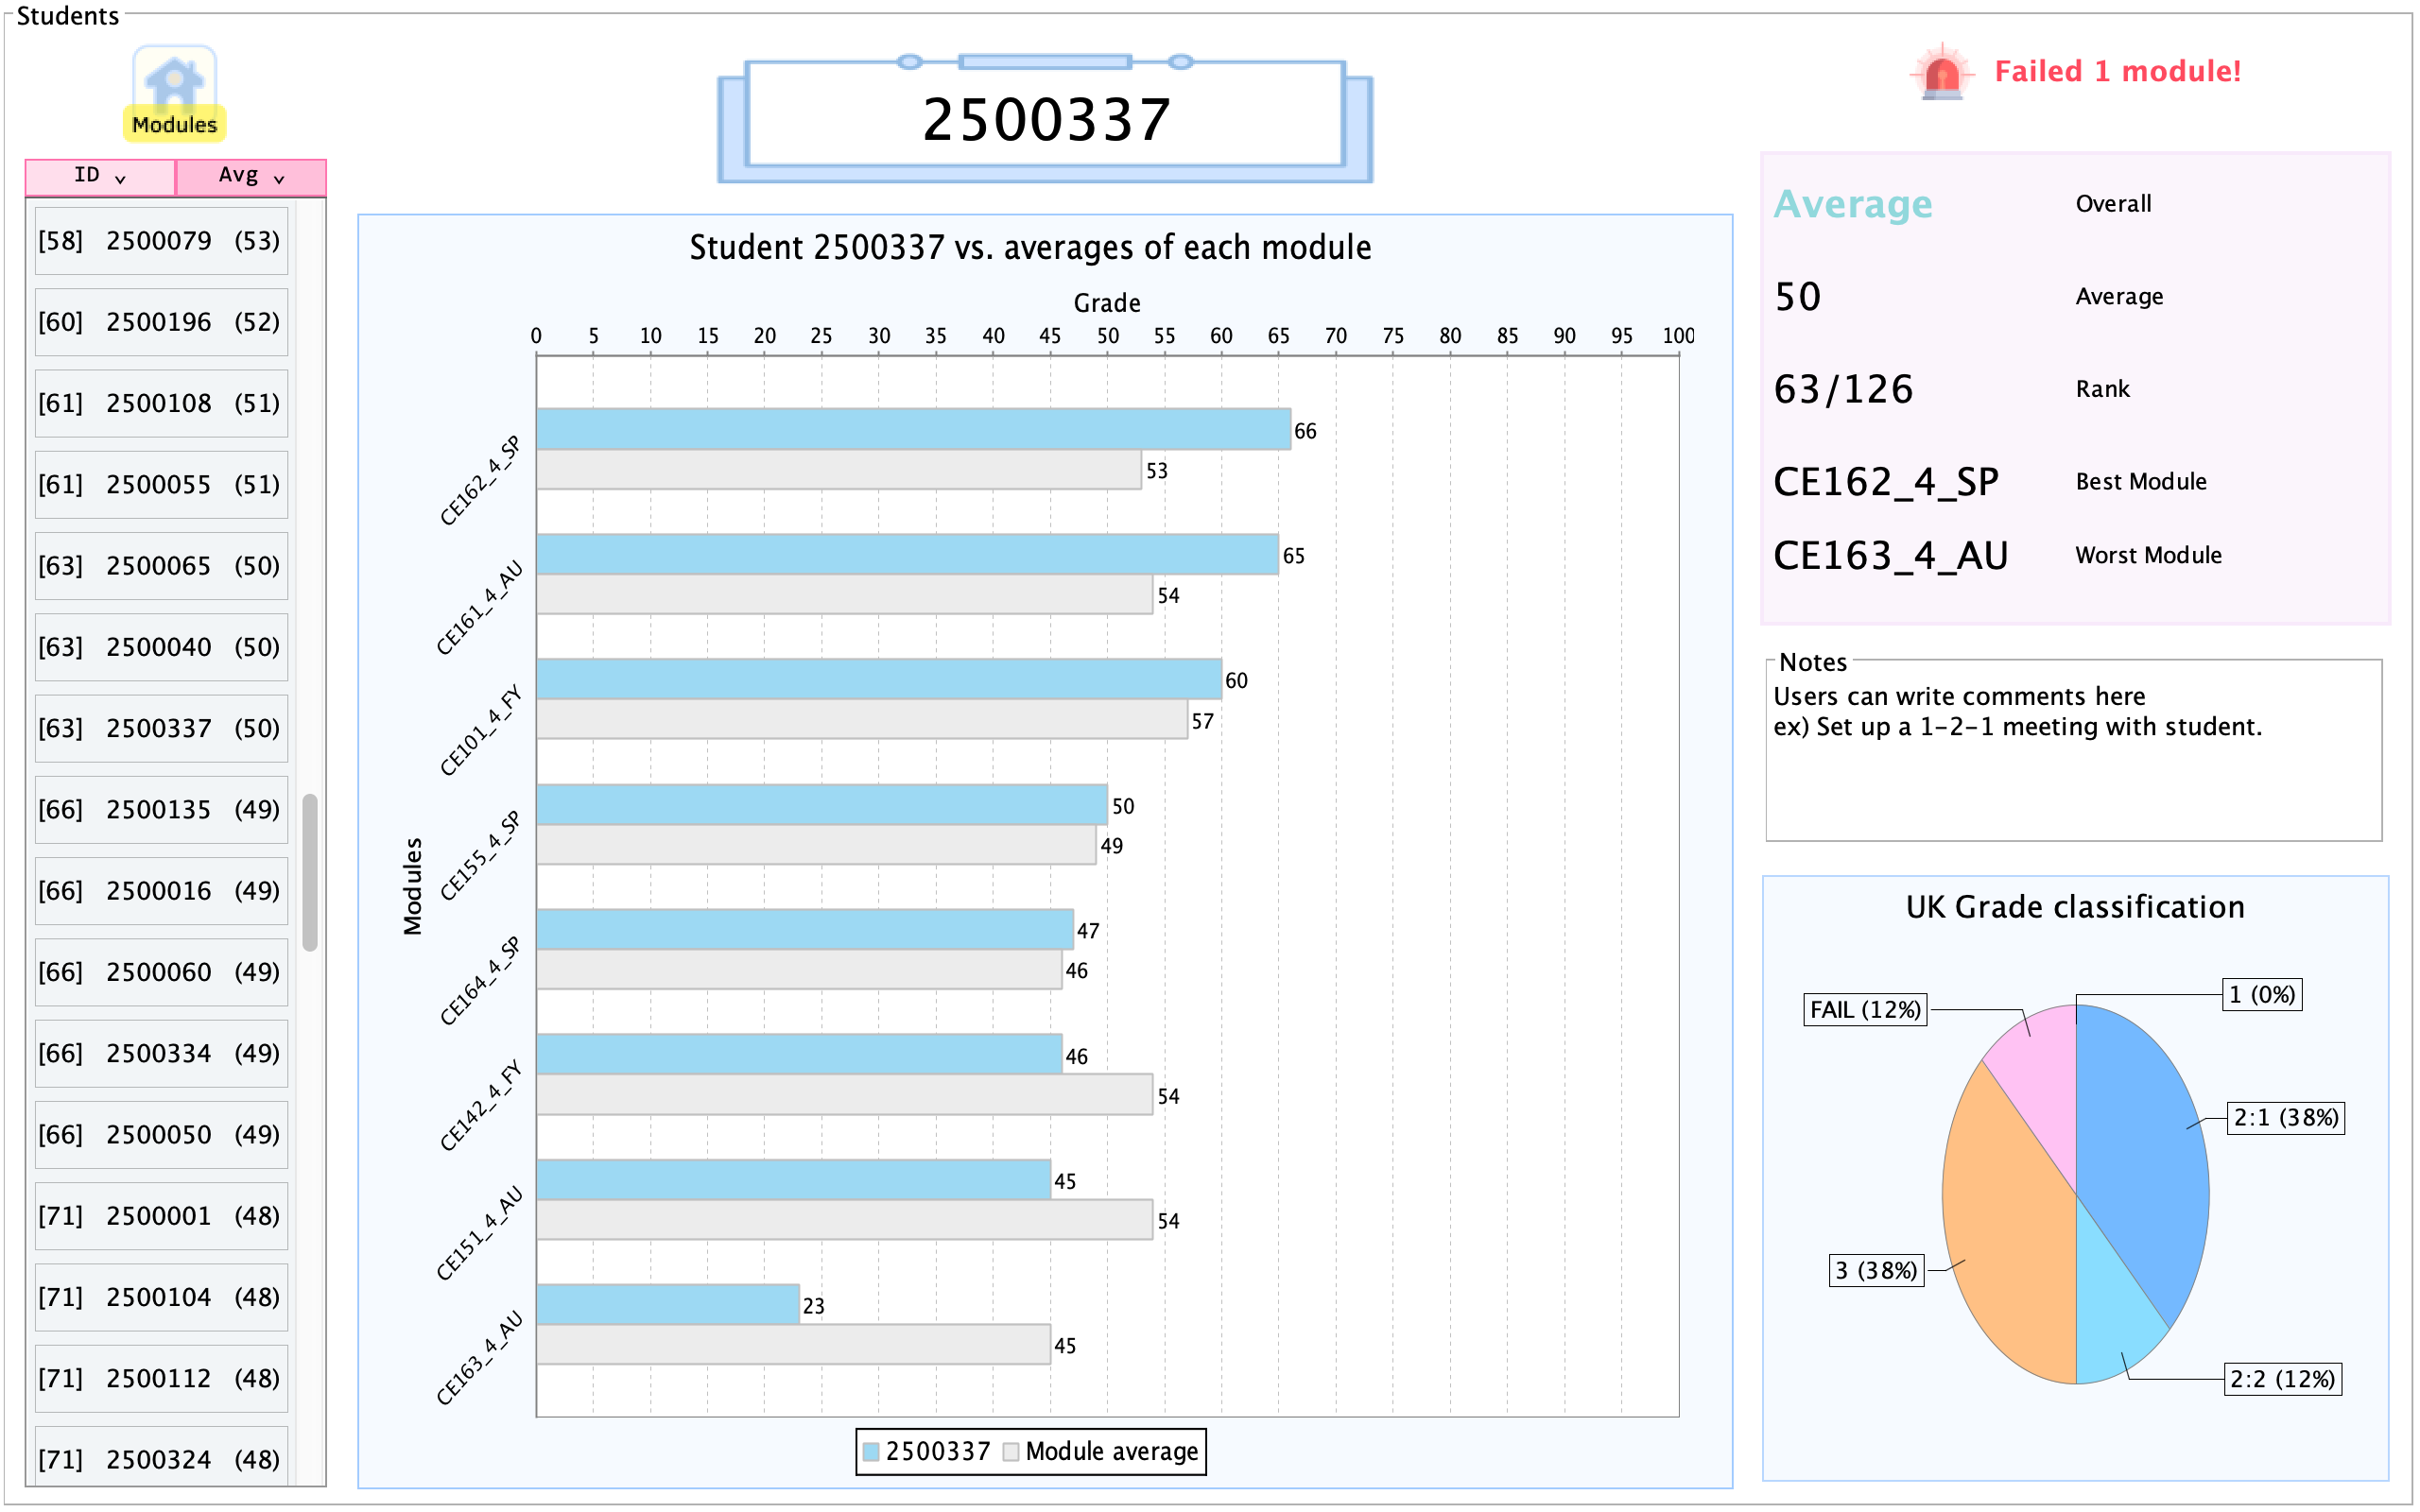 Students
Modules
ID Avg
[58] 2500079 (53)
[60] 2500196 (52)
[61] 2500108 (51)
[61] 2500055 (51)
[63] 2500065 (50)
[63] 2500040 (50)
[63] 2500337 (50)
[66] 2500135 (49)
[66] 2500016 (49)
[66] 2500060 (49)
[66] 2500334 (49)
[66] 2500050 (49)
[71] 2500001 (48)
[71] 2500104 (48)
[71] 2500112 (48)
[71] 2500324 (48)
2500337
Student 2500337 vs. averages of each module
Grade
0 5 10 15 20 25 30 35 40 45 50 55 60 65 70 75 80 85 90 95 100
Modules
CE162_4_SP
66
53
CE161_4_AU
65
54
CE101_4_FY
60
57
CE155_4_SP
50
49
CE164_4_SP
47
46
CE142_4_FY
46
54
CE151_4_AU
45
54
CE163_4_AU
23
45
2500337 Module average
Failed 1 module!
Average Overall
50 Average
63/126 Rank
CE162_4_SP Best Module
CE163_4_AU Worst Module
Notes
Users can write comments here
ex) Set up a 1-2-1 meeting with student.
UK Grade classification
1 (0%)
FAIL (12%)
2:1 (38%)
3 (38%)
2:2 (12%)